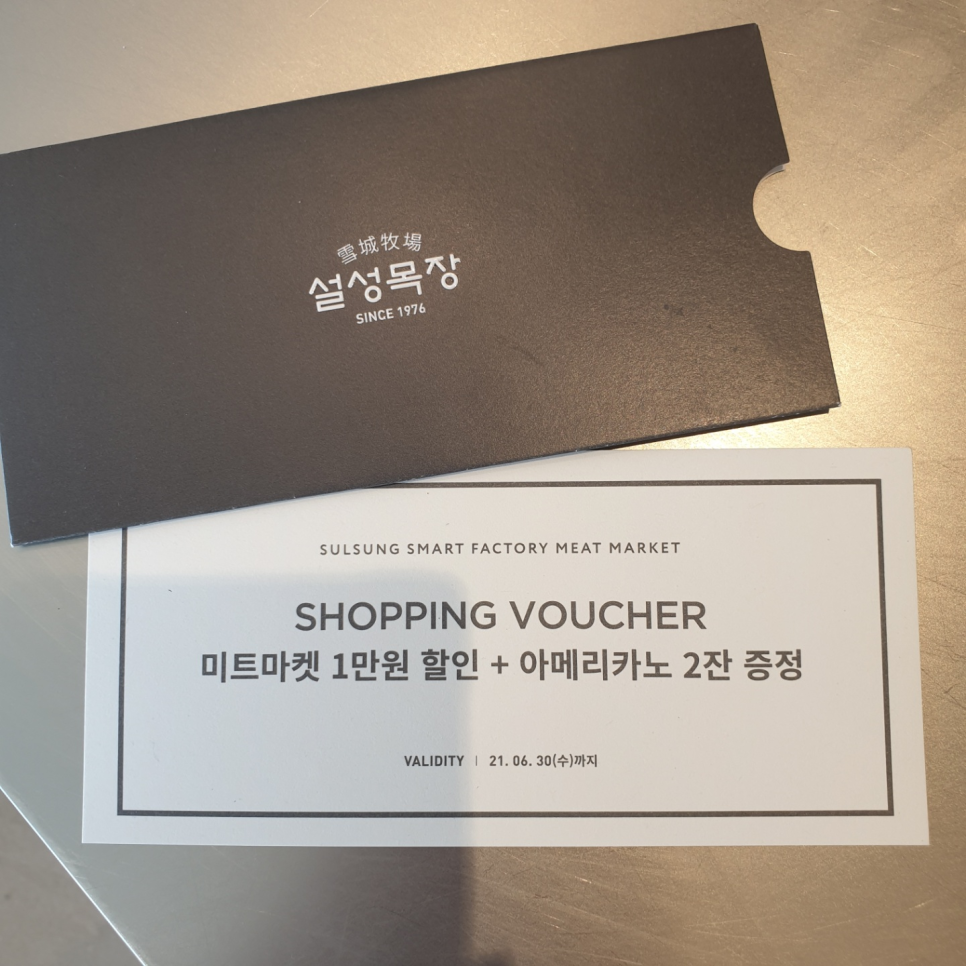 雪城牧場
설성목장
SINCE 1976
SULSUNG SMART FACTORY MEAT MARKET
SHOPPING VOUCHER
미트마켓 1만원 할인 + 아메리카노 2잔 증정
VALIDITY | 21. 06. 30(수)까지